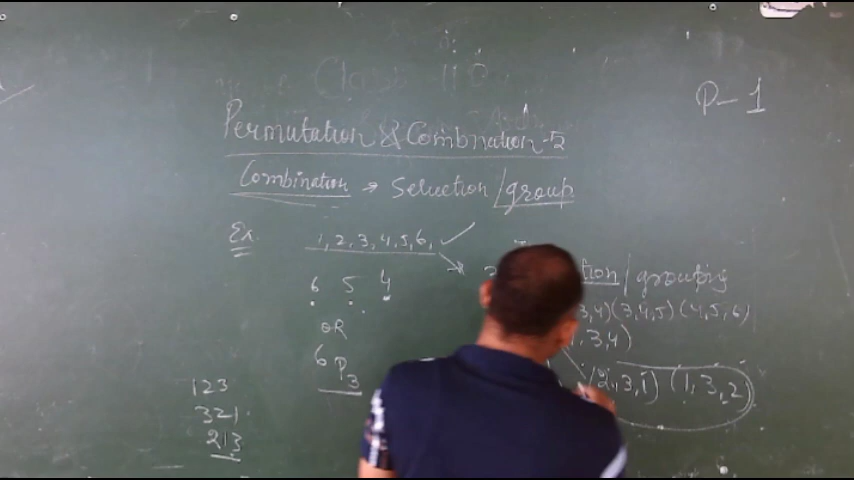 P-1
Permutation & Combination-5
Combination → Selection/group
Ex. 1,2,3,4,5,6,
tion/grouping
6 5 4
3,4)(3,4,5)(4,5,6)
OR
,3,4)
6P3
(2,3,1) (1,3,2)
123
321
213